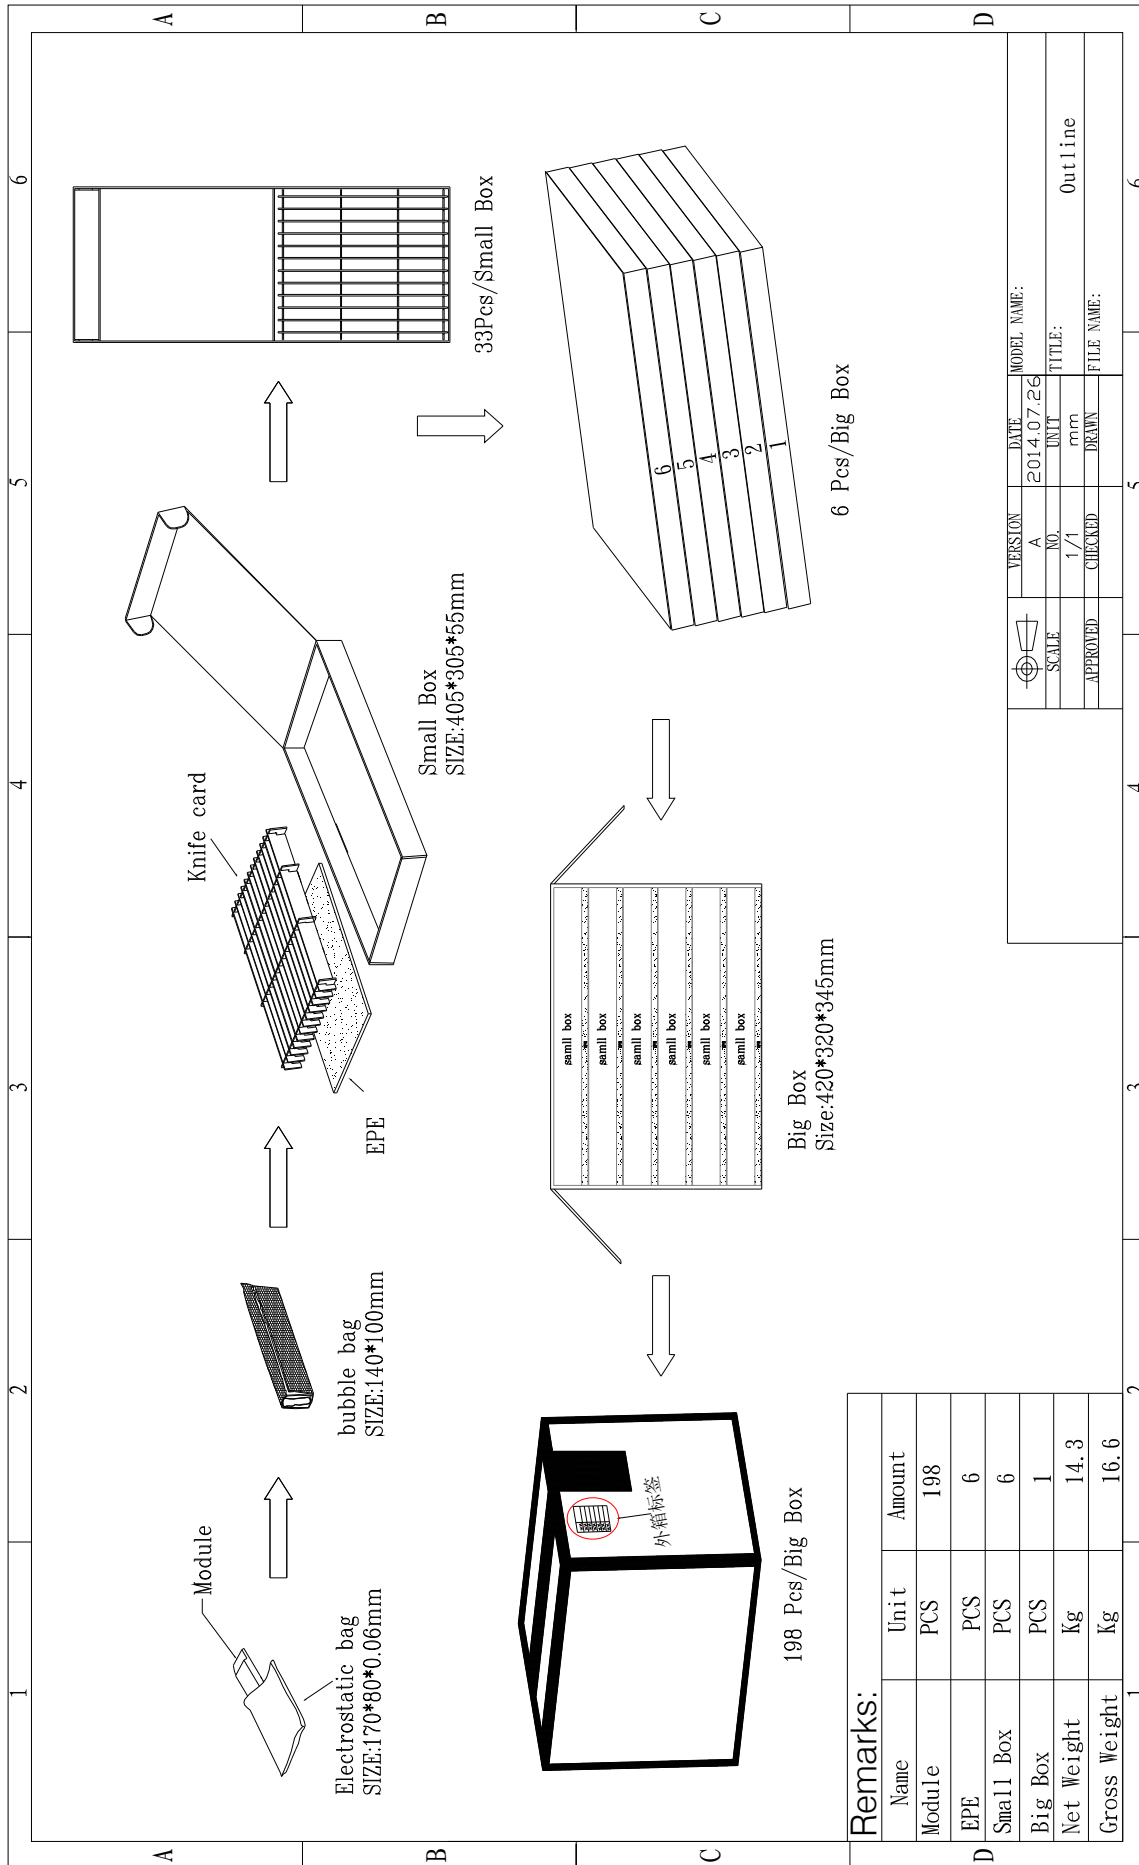 1
2
3
4
5
6
A
A
B
B
C
C
D
D
Module
Electrostatic bag
SIZE:170*80*0.06mm
bubble bag
SIZE:140*100mm
EPE
Knife card
Small Box
SIZE:405*305*55mm
33Pcs/Small Box
198 Pcs/Big Box
外箱标签
samll box
samll box
samll box
samll box
samll box
samll box
Big Box
Size:420*320*345mm
6
5
4
3
2
1
6 Pcs/Big Box
Remarks:
Name Unit Amount
Module PCS 198
EPE PCS 6
Small Box PCS 6
Big Box PCS 1
Net Weight Kg 14.3
Gross Weight Kg 16.6
VERSION DATE MODEL NAME:
A 2014.07.26
SCALE NO. UNIT TITLE:
1/1 mm Outline
APPROVED CHECKED DRAWN FILE NAME:
1
2
3
4
5
6